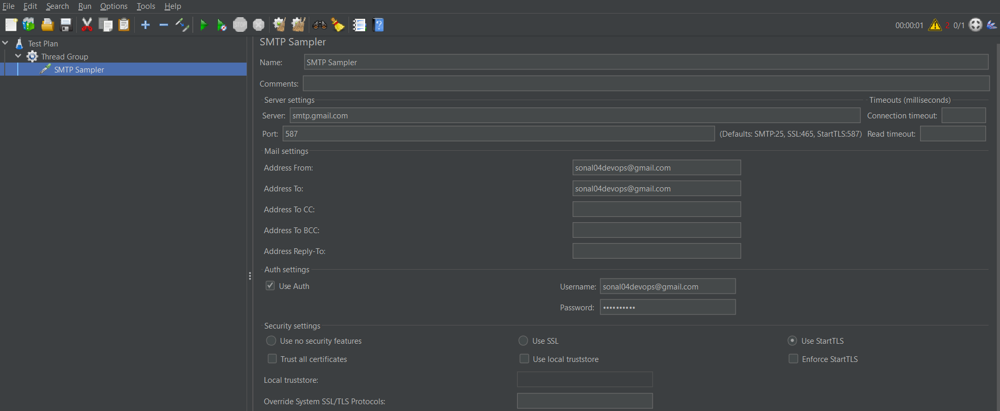 File Edit Search Run Options Tools Help
STOP 00:00:01 2 0/1
Test Plan
Thread Group
SMTP Sampler
SMTP Sampler
Name: SMTP Sampler
Comments:
Server settings Timeouts (milliseconds)
Server: smtp.gmail.com Connection timeout:
Port: 587 (Defaults: SMTP:25, SSL:465, StartTLS:587) Read timeout:
Mail settings
Address From: sonal04devops@gmail.com
Address To: sonal04devops@gmail.com
Address To CC:
Address To BCC:
Address Reply-To:
Auth settings
Use Auth Username: sonal04devops@gmail.com
Password: ••••••••••
Security settings
Use no security features Use SSL Use StartTLS
Trust all certificates Use local truststore Enforce StartTLS
Local truststore:
Override System SSL/TLS Protocols: